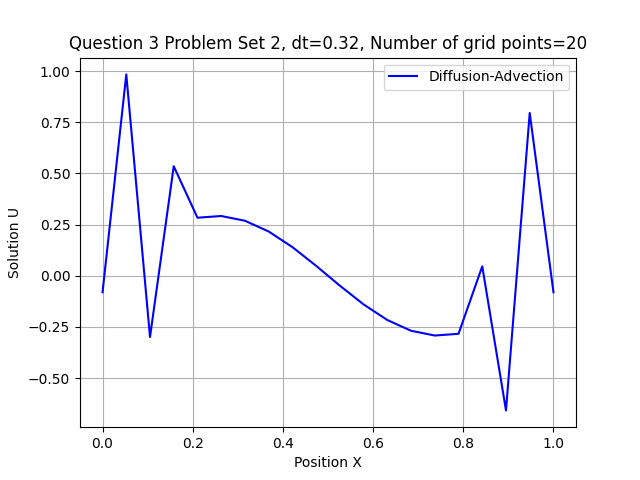 Question 3 Problem Set 2, dt=0.32, Number of grid points=20
Diffusion-Advection
1.00
0.75
0.50
0.25
0.00
−0.25
−0.50
Solution U
0.0 0.2 0.4 0.6 0.8 1.0
Position X